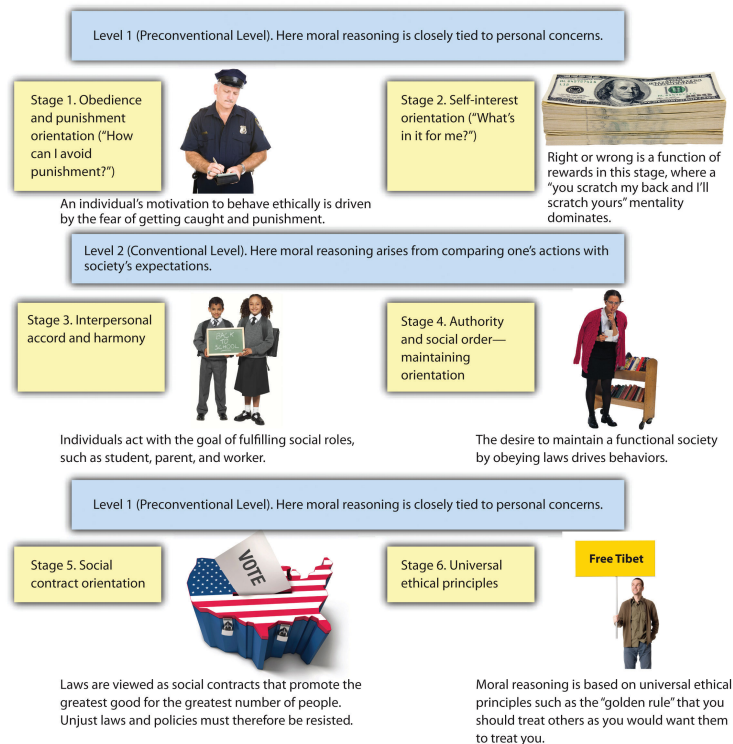 Level 1 (Preconventional Level). Here moral reasoning is closely tied to personal concerns.
Stage 1. Obedience
and punishment
orientation (“How
can I avoid
punishment?”)
An individual’s motivation to behave ethically is driven
by the fear of getting caught and punishment.
Stage 2. Self-interest
orientation (“What’s
in it for me?”)
Right or wrong is a function of
rewards in this stage, where a
“you scratch my back and I’ll
scratch yours” mentality
dominates.
Level 2 (Conventional Level). Here moral reasoning arises from comparing one’s actions with
society’s expectations.
Stage 3. Interpersonal
accord and harmony
BACK
TO
SCHOOL
Individuals act with the goal of fulfilling social roles,
such as student, parent, and worker.
Stage 4. Authority
and social order—
maintaining
orientation
The desire to maintain a functional society
by obeying laws drives behaviors.
Level 1 (Preconventional Level). Here moral reasoning is closely tied to personal concerns.
Stage 5. Social
contract orientation
VOTE
Laws are viewed as social contracts that promote the
greatest good for the greatest number of people.
Unjust laws and policies must therefore be resisted.
Stage 6. Universal
ethical principles
Free Tibet
Moral reasoning is based on universal ethical
principles such as the “golden rule” that you
should treat others as you would want them
to treat you.